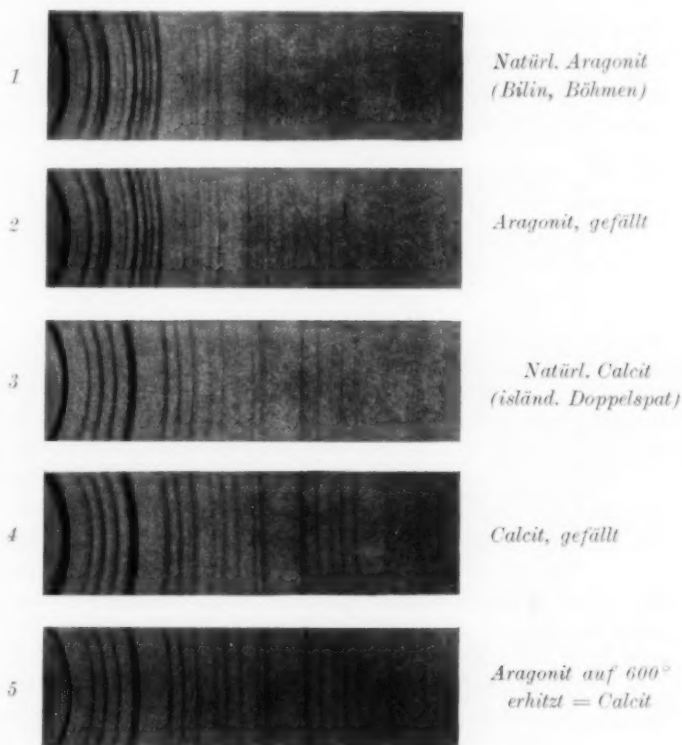 1
Natürl. Aragonit
(Bilin, Böhmen)
2
Aragonit, gefällt
3
Natürl. Calcit
(isländ. Doppelspat)
4
Calcit, gefällt
5
Aragonit auf 600°
erhitzt = Calcit